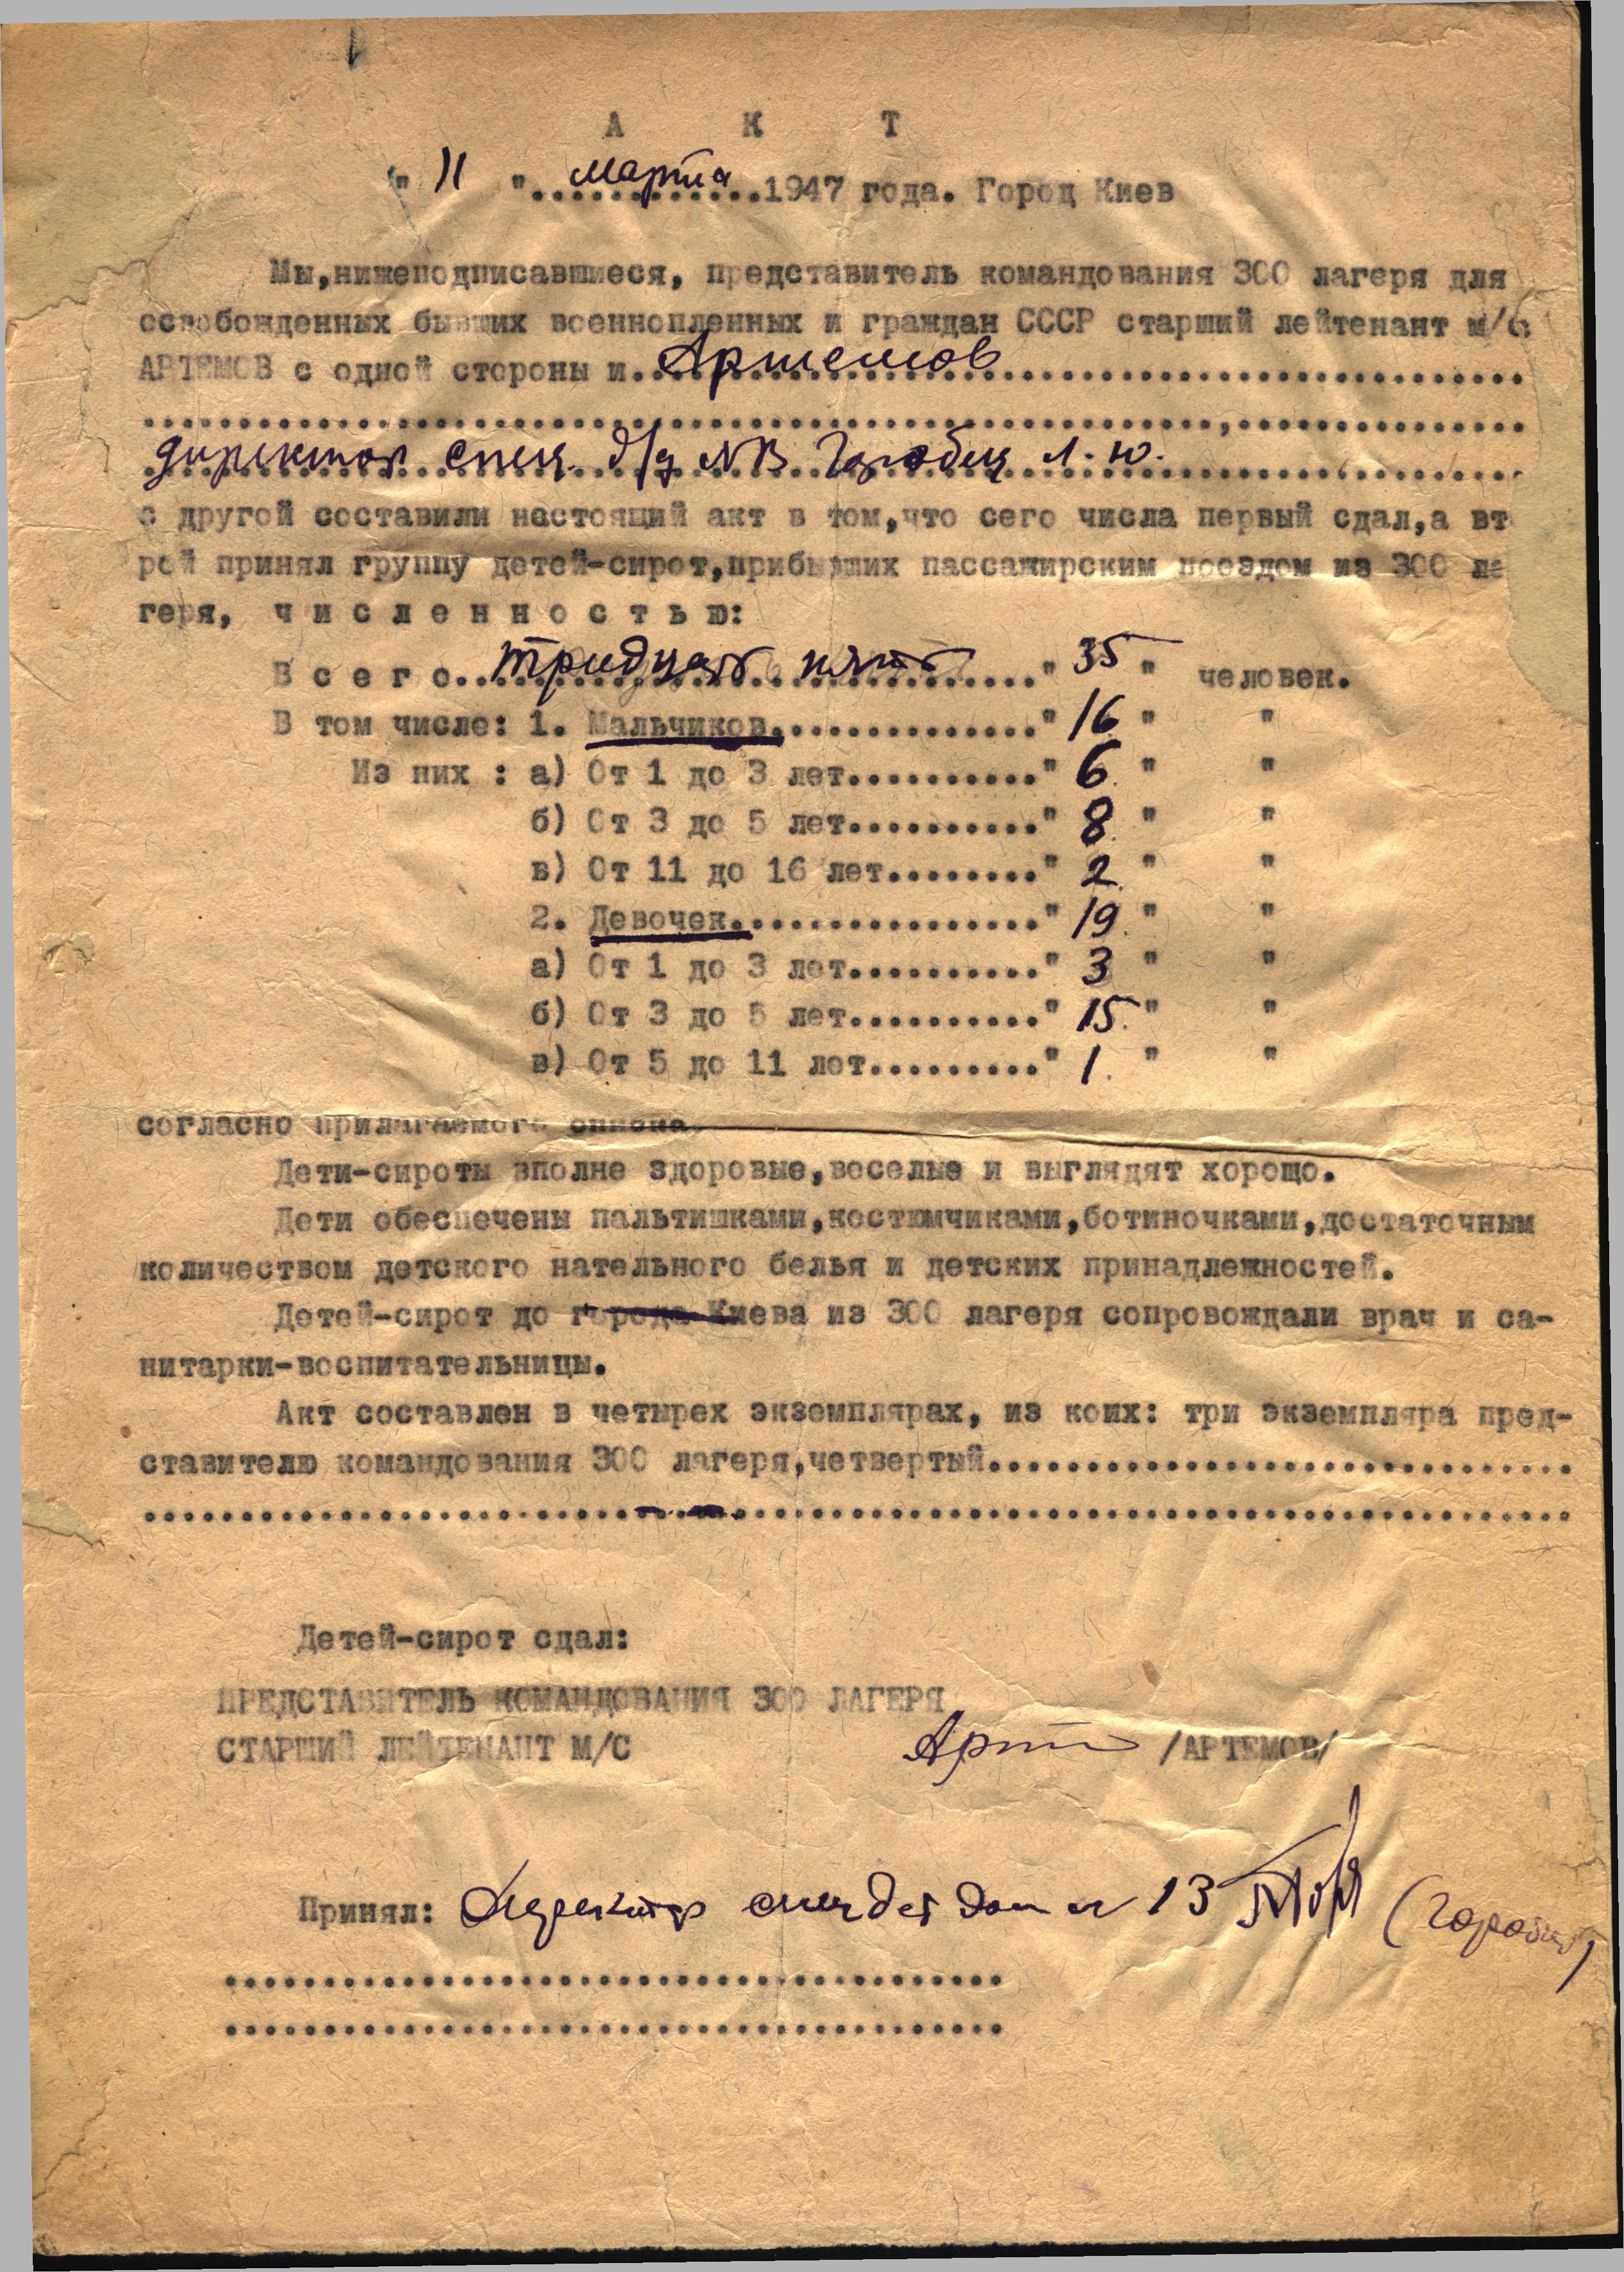 А К Т
" 11 "............марта 1947 года. Город Киев
Мы,нижеподписавшиеся, представитель командования 300 лагеря для
освобожденных бывших военнопленных и граждан СССР старший лейтенант м/с
АРТЕМОВ с одной стороны и.Артемов..............................
......................................................,...............
директор спец. д/д №13 Горобец Л.Ю.
с другой составили настоящий акт в том,что сего числа первый сдал,а вт
рой принял группу детей-сирот,прибывших пассажирским поездом из 300 ла
геря, ч и с л е н н о с т ь ю:
В с е г о..тридцать пять....." 35 " человек.
В том числе: 1. Мальчиков.............." 16 " "
Из них : а) От 1 до 3 лет.........." 6 " "
б) От 3 до 5 лет.........." 8 " "
в) От 11 до 16 лет........" 2 " "
2. Девочек................" 19 " "
а) От 1 до 3 лет.........." 3 " "
б) От 3 до 5 лет.........." 15 " "
в) От 5 до 11 лет........." 1 " "
согласно прилагаемого списка.
Дети-сироты вполне здоровые,веселые и выглядят хорощо.
Дети обеспечены пальтишками,костюмчиками,ботиночками,достаточным
количеством детского нательного белья и детских принадлежностей.
Детей-сирот до города Киева из 300 лагеря сопровождали врач и са-
нитарки-воспитательницы.
Акт составлен в четырех экземплярах, из коих: три экземпляра пред-
ставителю командования 300 лагеря,четвертый..............................
.........................................................................
Детей-сирот сдал:
ПРЕДСТАВИТЕЛЬ КОМАНДОВАНИЯ 300 ЛАГЕРЯ
СТАРШИЙ ЛЕЙТЕНАНТ М/С Арт /АРТЕМОВ/
Принял: Директор спецдетдома 13 (Горобец)
........................................
........................................